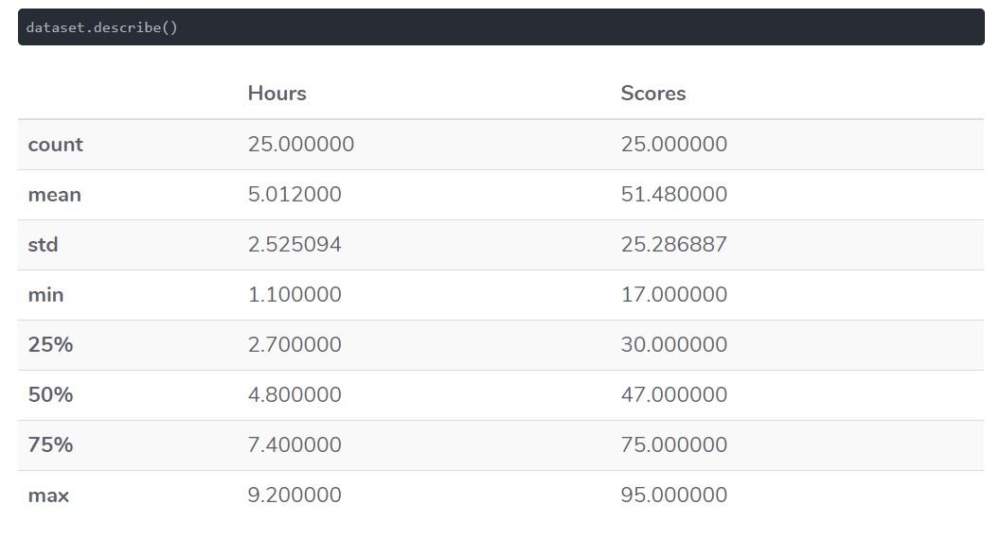 dataset.describe()
Hours Scores
count 25.000000 25.000000
mean 5.012000 51.480000
std 2.525094 25.286887
min 1.100000 17.000000
25% 2.700000 30.000000
50% 4.800000 47.000000
75% 7.400000 75.000000
max 9.200000 95.000000